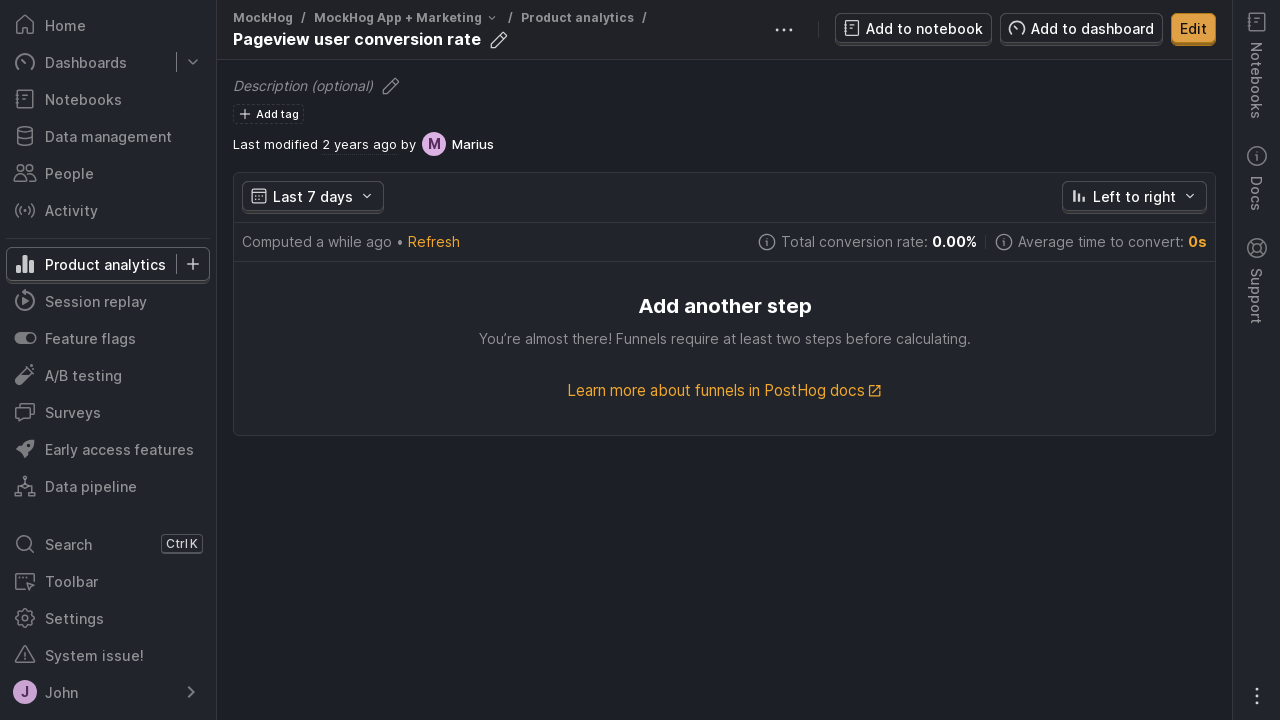 Home
Dashboards
Notebooks
Data management
People
Activity
Product analytics
Session replay
Feature flags
A/B testing
Surveys
Early access features
Data pipeline
Search Ctrl K
Toolbar
Settings
System issue!
J John
MockHog / MockHog App + Marketing / Product analytics /
Pageview user conversion rate
Add to notebook
Add to dashboard
Edit
Description (optional)
Add tag
Last modified 2 years ago by M Marius
Last 7 days
Left to right
Computed a while ago • Refresh
Total conversion rate: 0.00%
Average time to convert: 0s
Add another step
You’re almost there! Funnels require at least two steps before calculating.
Learn more about funnels in PostHog docs
Notebooks
Docs
Support